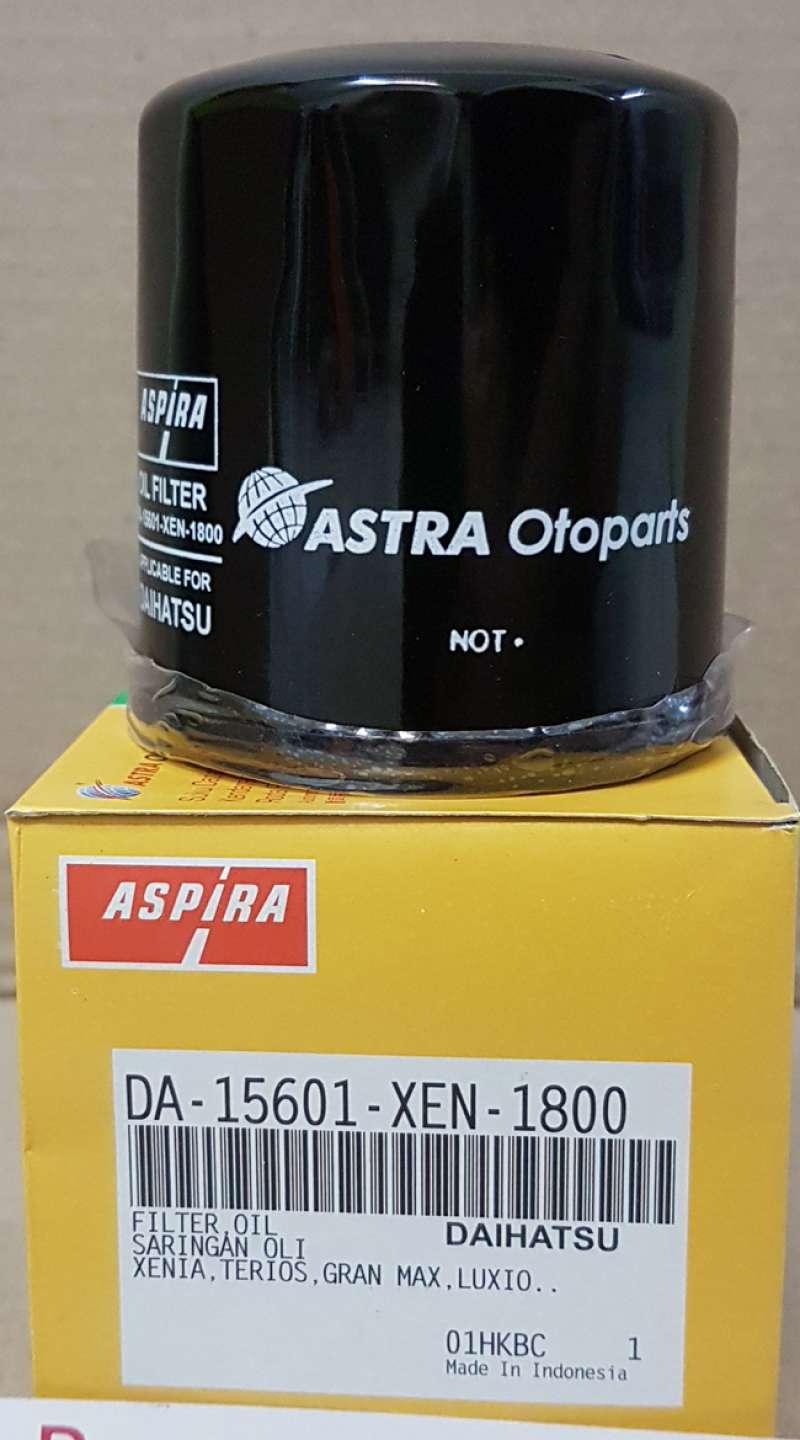 ASPIRA
OIL FILTER
-15601-XEN-1800
APPLICABLE FOR
DAIHATSU
ASTRA Otoparts
NOT.
ASTRA
ASPIRA
DA-15601-XEN-1800
FILTER,OIL
DAIHATSU
SARINGAN OLI
XENIA,TERIOS,GRAN MAX,LUXIO..
01HKBC 1
Made In Indonesia